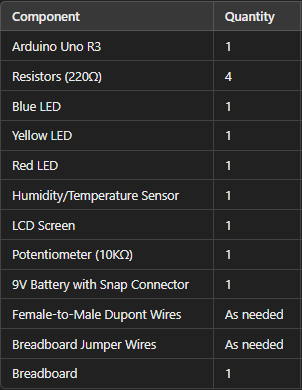 Component Quantity
Arduino Uno R3 1
Resistors (220Ω) 4
Blue LED 1
Yellow LED 1
Red LED 1
Humidity/Temperature Sensor 1
LCD Screen 1
Potentiometer (10KΩ) 1
9V Battery with Snap Connector 1
Female-to-Male Dupont Wires As needed
Breadboard Jumper Wires As needed
Breadboard 1